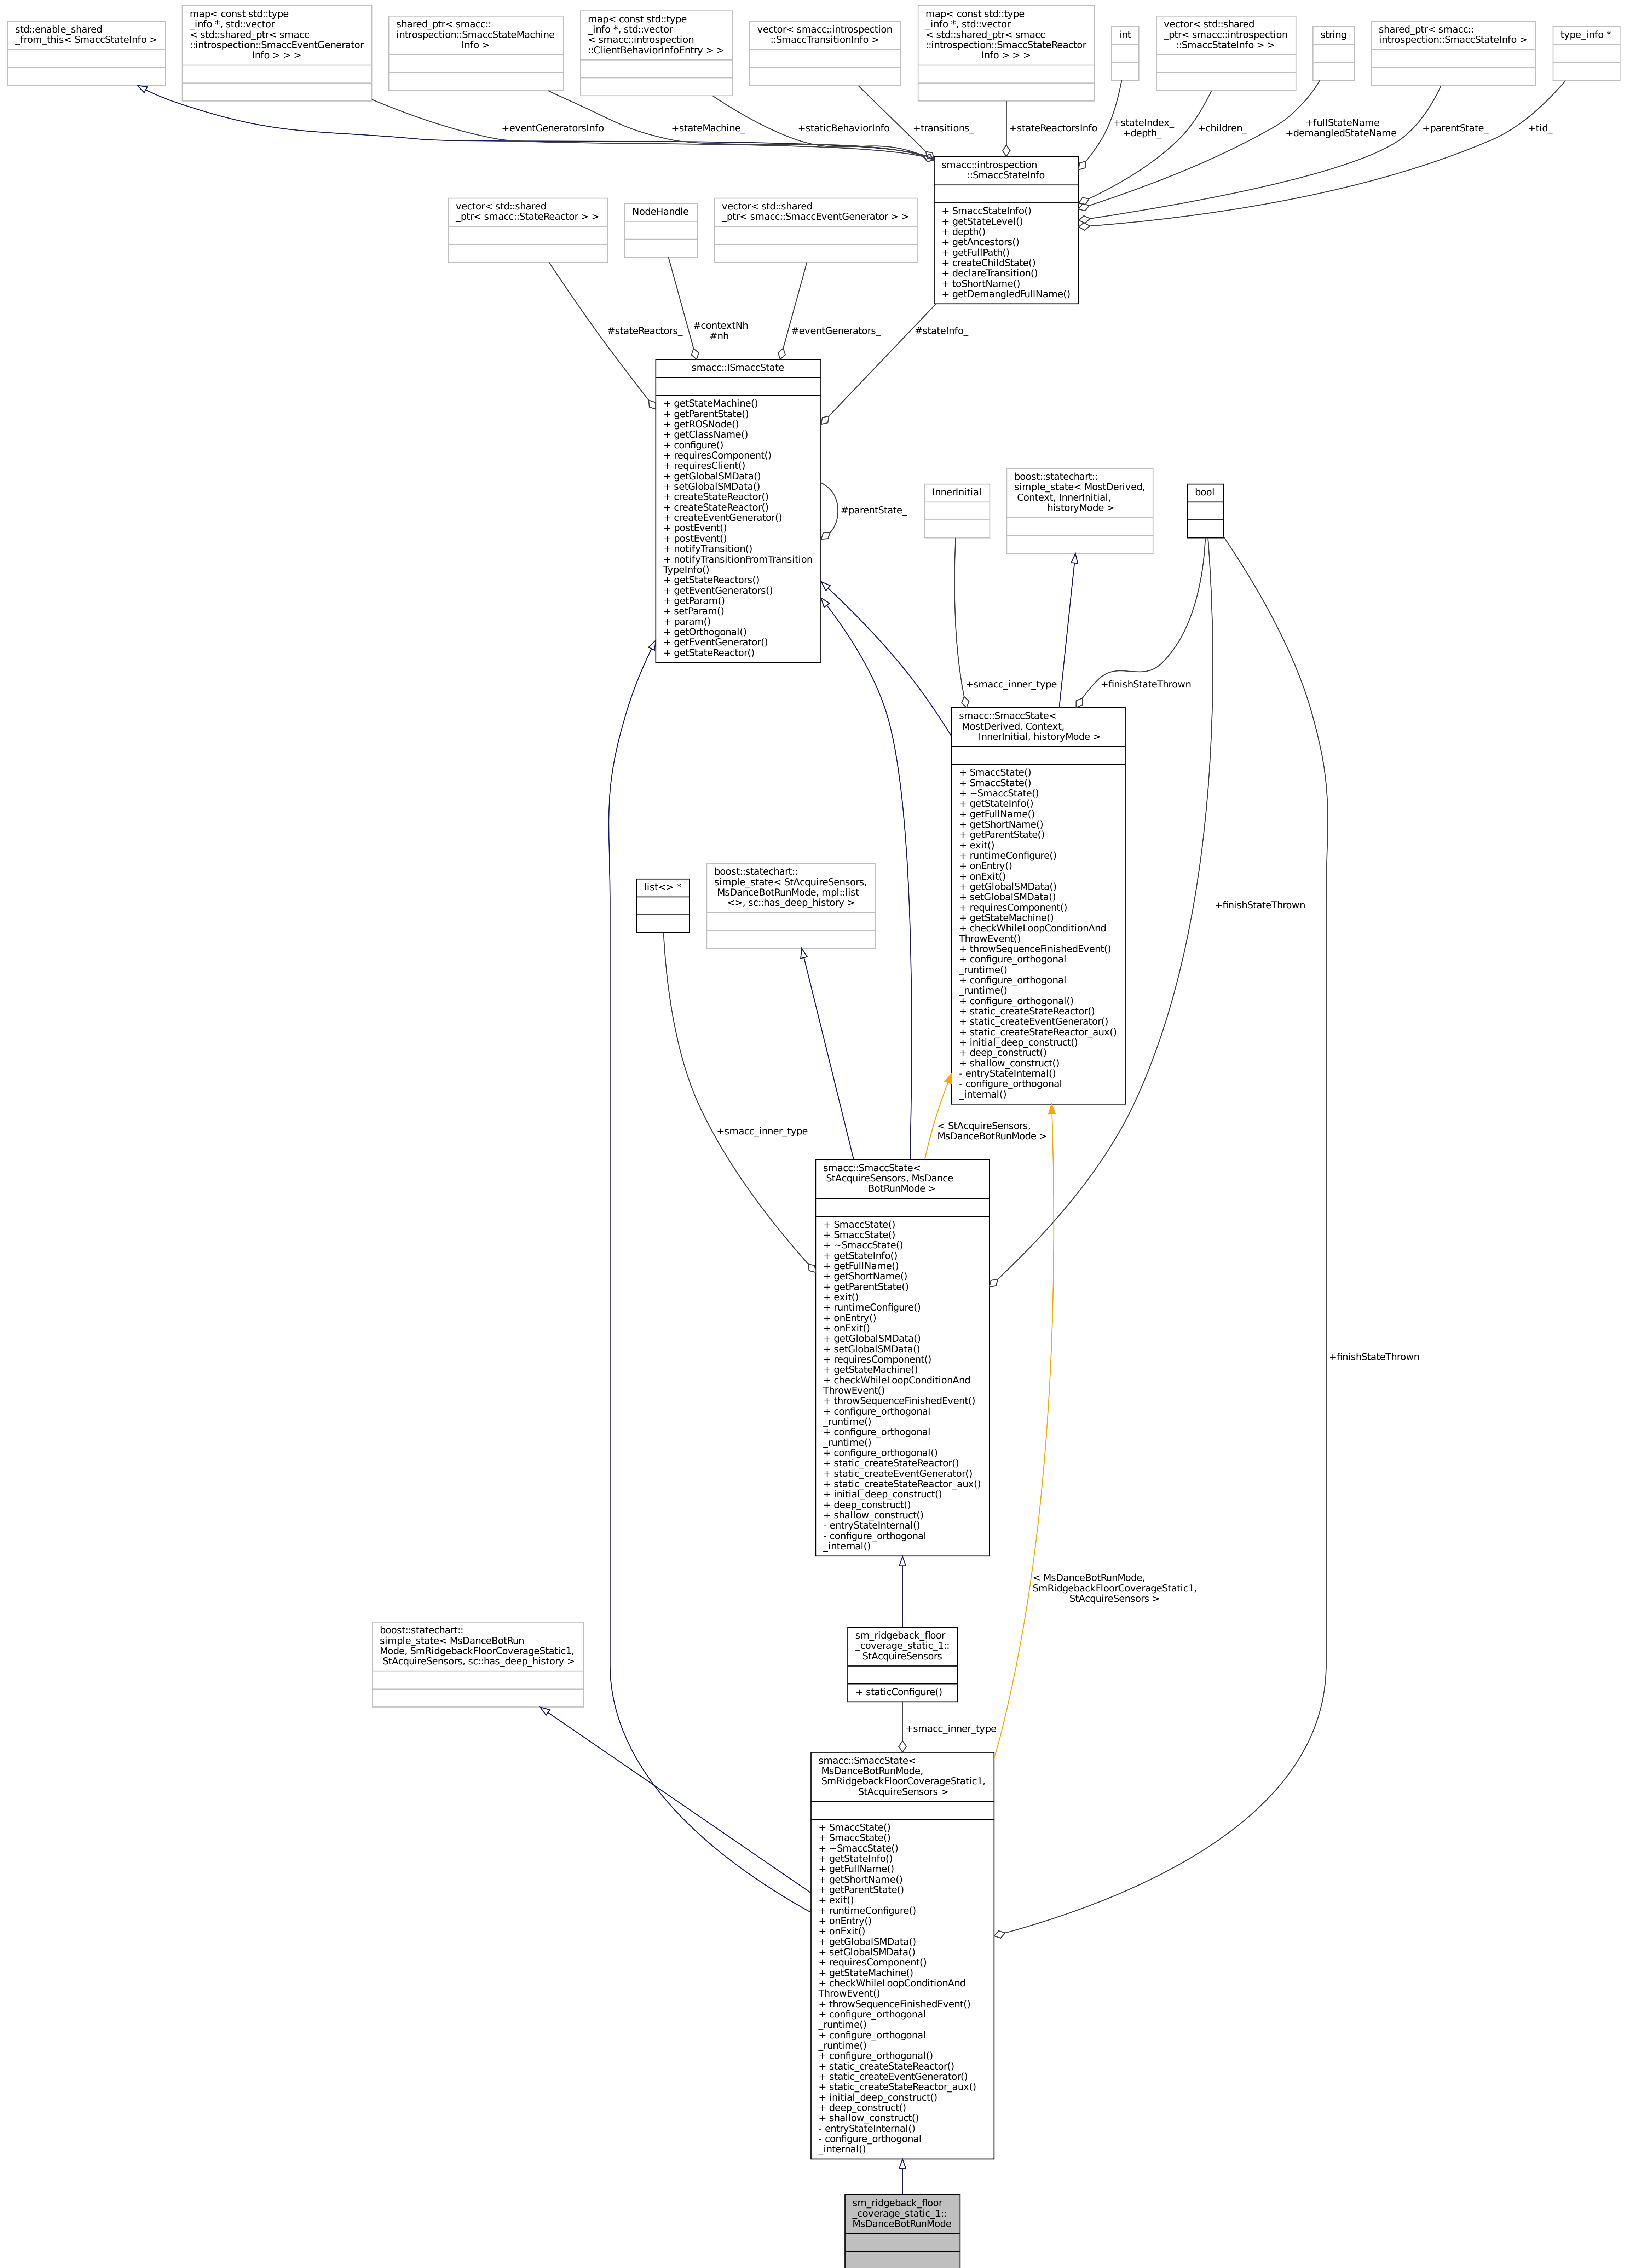 std::enable_shared
_from_this< SmaccStateInfo >
map< const std::type
_info *, std::vector
< std::shared_ptr< smacc
::introspection::SmaccEventGenerator
Info > > >
shared_ptr< smacc::
introspection::SmaccStateMachine
Info >
map< const std::type
_info *, std::vector
< smacc::introspection
::ClientBehaviorInfoEntry > >
vector< smacc::introspection
::SmaccTransitionInfo >
map< const std::type
_info *, std::vector
< std::shared_ptr< smacc
::introspection::SmaccStateReactor
Info > > >
int
vector< std::shared
_ptr< smacc::introspection
::SmaccStateInfo > >
string
shared_ptr< smacc::
introspection::SmaccStateInfo >
type_info *
+eventGeneratorsInfo
+stateMachine_
+staticBehaviorInfo
+transitions_
+stateReactorsInfo
+stateIndex_
+depth_
+children_
+fullStateName
+demangledStateName
+parentState_
+tid_
smacc::introspection
::SmaccStateInfo
+ SmaccStateInfo()
+ getStateLevel()
+ depth()
+ getAncestors()
+ getFullPath()
+ createChildState()
+ declareTransition()
+ toShortName()
+ getDemangledFullName()
vector< std::shared
_ptr< smacc::StateReactor > >
NodeHandle
vector< std::shared
_ptr< smacc::SmaccEventGenerator > >
#stateReactors_
#contextNh
#nh
#eventGenerators_
#stateInfo_
smacc::ISmaccState
+ getStateMachine()
+ getParentState()
+ getROSNode()
+ getClassName()
+ configure()
+ requiresComponent()
+ requiresClient()
+ getGlobalSMData()
+ setGlobalSMData()
+ createStateReactor()
+ createStateReactor()
+ createEventGenerator()
+ postEvent()
+ postEvent()
+ notifyTransition()
+ notifyTransitionFromTransition
TypeInfo()
+ getStateReactors()
+ getEventGenerators()
+ getParam()
+ setParam()
+ param()
+ getOrthogonal()
+ getEventGenerator()
+ getStateReactor()
#parentState_
InnerInitial
boost::statechart::
simple_state< MostDerived,
Context, InnerInitial,
historyMode >
bool
+smacc_inner_type
+finishStateThrown
smacc::SmaccState<
MostDerived, Context,
InnerInitial, historyMode >
+ SmaccState()
+ SmaccState()
+ ~SmaccState()
+ getStateInfo()
+ getFullName()
+ getShortName()
+ getParentState()
+ exit()
+ runtimeConfigure()
+ onEntry()
+ onExit()
+ getGlobalSMData()
+ setGlobalSMData()
+ requiresComponent()
+ getStateMachine()
+ checkWhileLoopConditionAnd
ThrowEvent()
+ throwSequenceFinishedEvent()
+ configure_orthogonal
_runtime()
+ configure_orthogonal
_runtime()
+ configure_orthogonal()
+ static_createStateReactor()
+ static_createEventGenerator()
+ static_createStateReactor_aux()
+ initial_deep_construct()
+ deep_construct()
+ shallow_construct()
- entryStateInternal()
- configure_orthogonal
_internal()
list<> *
boost::statechart::
simple_state< StAcquireSensors,
MsDanceBotRunMode, mpl::list
<>, sc::has_deep_history >
+finishStateThrown
+smacc_inner_type
< StAcquireSensors,
MsDanceBotRunMode >
smacc::SmaccState<
StAcquireSensors, MsDance
BotRunMode >
+ SmaccState()
+ SmaccState()
+ ~SmaccState()
+ getStateInfo()
+ getFullName()
+ getShortName()
+ getParentState()
+ exit()
+ runtimeConfigure()
+ onEntry()
+ onExit()
+ getGlobalSMData()
+ setGlobalSMData()
+ requiresComponent()
+ getStateMachine()
+ checkWhileLoopConditionAnd
ThrowEvent()
+ throwSequenceFinishedEvent()
+ configure_orthogonal
_runtime()
+ configure_orthogonal
_runtime()
+ configure_orthogonal()
+ static_createStateReactor()
+ static_createEventGenerator()
+ static_createStateReactor_aux()
+ initial_deep_construct()
+ deep_construct()
+ shallow_construct()
- entryStateInternal()
- configure_orthogonal
_internal()
+finishStateThrown
< MsDanceBotRunMode,
SmRidgebackFloorCoverageStatic1,
StAcquireSensors >
boost::statechart::
simple_state< MsDanceBotRun
Mode, SmRidgebackFloorCoverageStatic1,
StAcquireSensors, sc::has_deep_history >
sm_ridgeback_floor
_coverage_static_1::
StAcquireSensors
+ staticConfigure()
+smacc_inner_type
smacc::SmaccState<
MsDanceBotRunMode,
SmRidgebackFloorCoverageStatic1,
StAcquireSensors >
+ SmaccState()
+ SmaccState()
+ ~SmaccState()
+ getStateInfo()
+ getFullName()
+ getShortName()
+ getParentState()
+ exit()
+ runtimeConfigure()
+ onEntry()
+ onExit()
+ getGlobalSMData()
+ setGlobalSMData()
+ requiresComponent()
+ getStateMachine()
+ checkWhileLoopConditionAnd
ThrowEvent()
+ throwSequenceFinishedEvent()
+ configure_orthogonal
_runtime()
+ configure_orthogonal
_runtime()
+ configure_orthogonal()
+ static_createStateReactor()
+ static_createEventGenerator()
+ static_createStateReactor_aux()
+ initial_deep_construct()
+ deep_construct()
+ shallow_construct()
- entryStateInternal()
- configure_orthogonal
_internal()
sm_ridgeback_floor
_coverage_static_1::
MsDanceBotRunMode